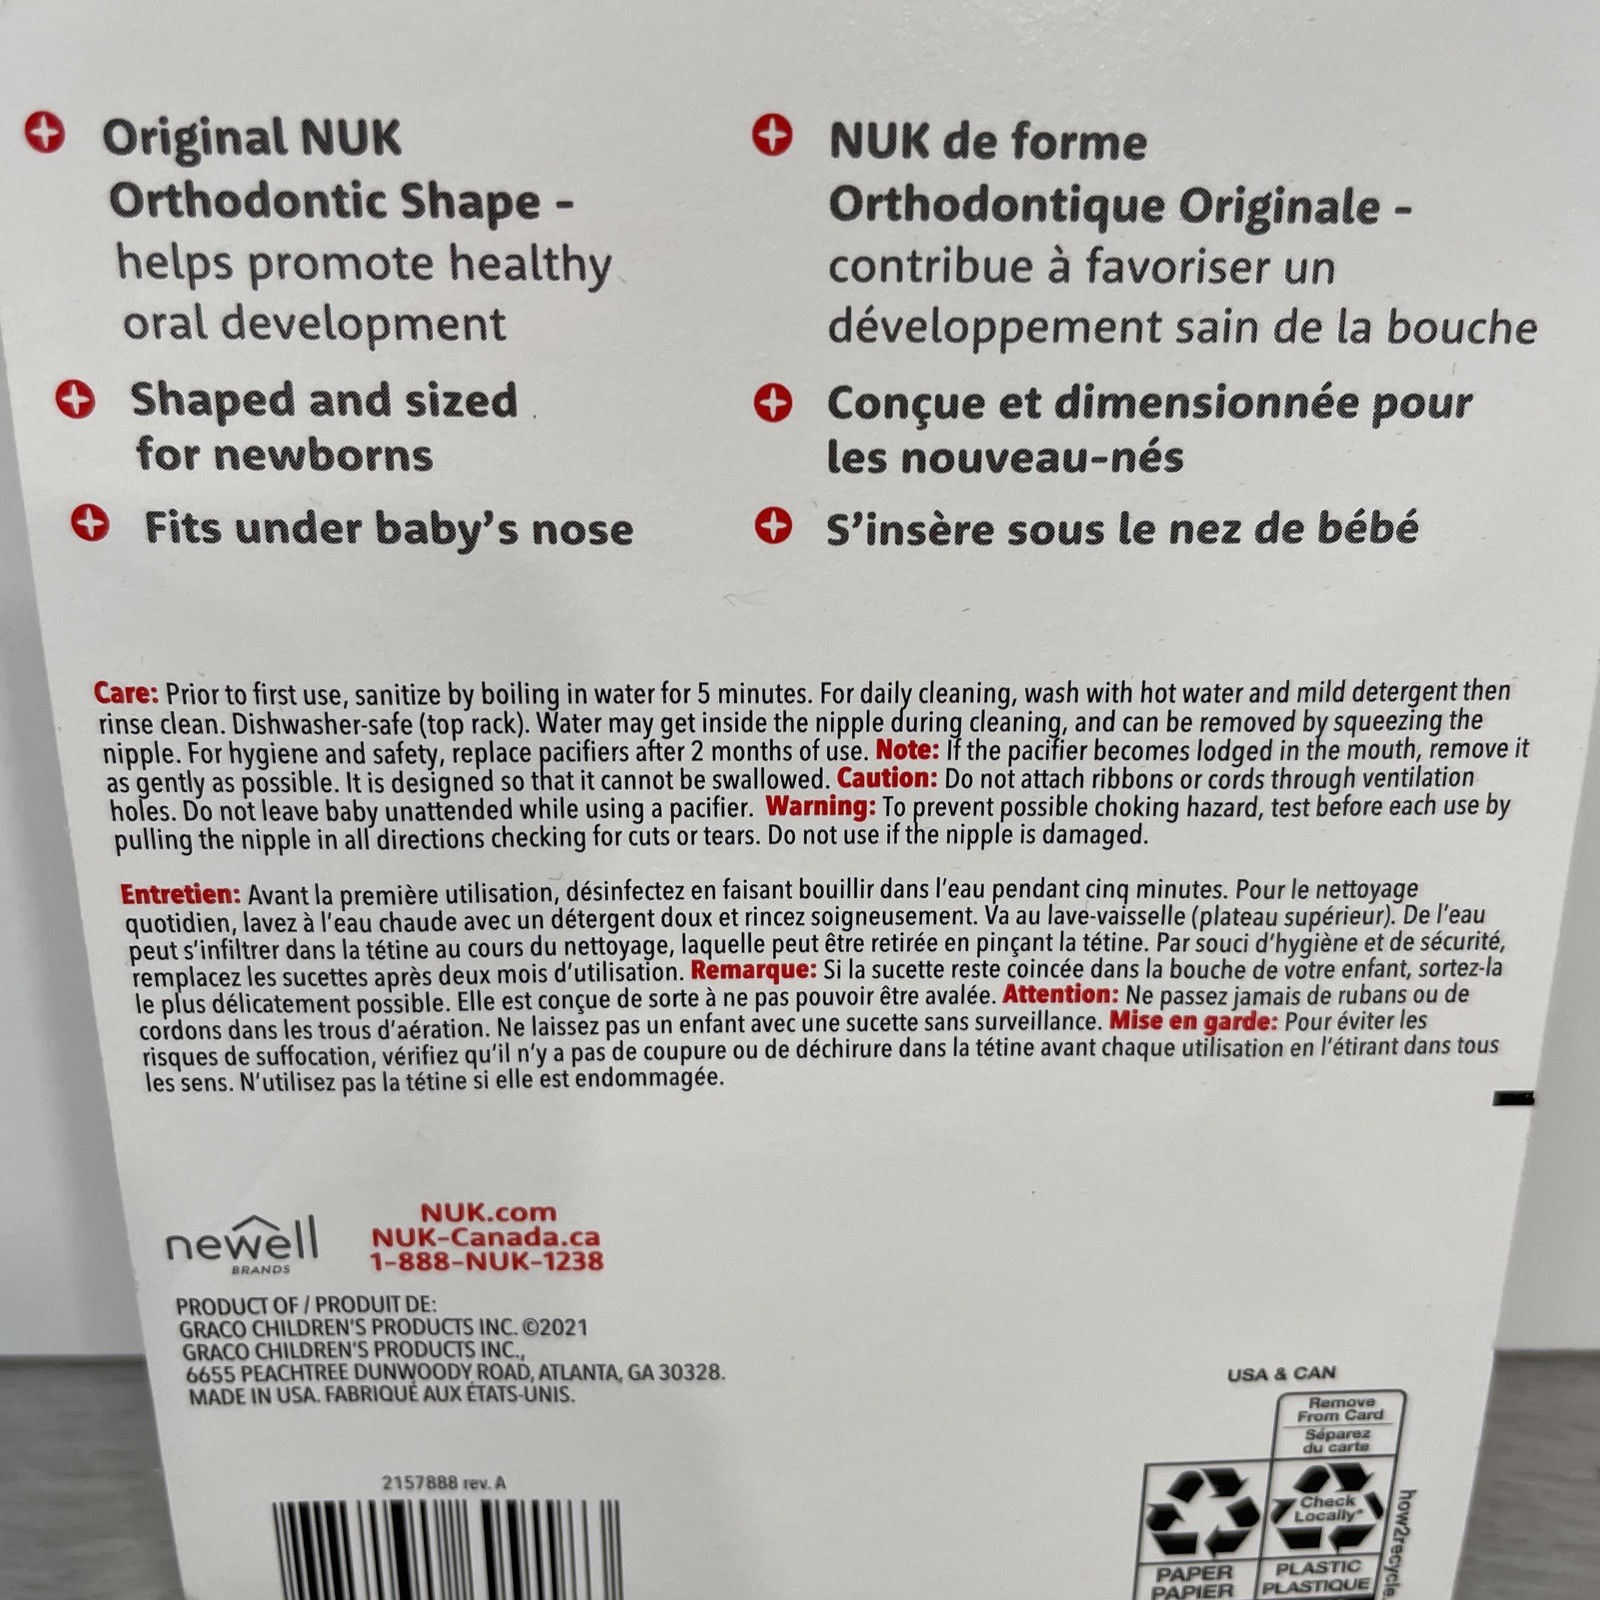 Original NUK
Orthodontic Shape -
helps promote healthy
oral development
Shaped and sized
for newborns
Fits under baby's nose
NUK de forme
Orthodontique Originale -
contribue à favoriser un
développement sain de la bouche
Conçue et dimensionnée pour
les nouveau-nés
S'insère sous le nez de bébé
Care: Prior to first use, sanitize by boiling in water for 5 minutes. For daily cleaning, wash with hot water and mild detergent then
rinse clean. Dishwasher-safe (top rack). Water may get inside the nipple during cleaning, and can be removed by squeezing the
nipple. For hygiene and safety, replace pacifiers after 2 months of use. Note: If the pacifier becomes lodged in the mouth, remove it
as gently as possible. It is designed so that it cannot be swallowed. Caution: Do not attach ribbons or cords through ventilation
holes. Do not leave baby unattended while using a pacifier. Warning: To prevent possible choking hazard, test before each use by
pulling the nipple in all directions checking for cuts or tears. Do not use if the nipple is damaged.
Entretien: Avant la première utilisation, désinfectez en faisant bouillir dans l'eau pendant cinq minutes. Pour le nettoyage
quotidien, lavez à l'eau chaude avec un détergent doux et rincez soigneusement. Va au lave-vaisselle (plateau supérieur). De l'eau
peut s'infiltrer dans la tétine au cours du nettoyage, laquelle peut être retirée en pinçant la tétine. Par souci d'hygiène et de sécurité,
remplacez les sucettes après deux mois d'utilisation. Remarque: Si la sucette reste coincée dans la bouche de votre enfant, sortez-la
le plus délicatement possible. Elle est conçue de sorte à ne pas pouvoir être avalée. Attention: Ne passez jamais de rubans ou de
cordons dans les trous d'aération. Ne laissez pas un enfant avec une sucette sans surveillance. Mise en garde: Pour éviter les
risques de suffocation, vérifiez qu'il n'y a pas de coupure ou de déchirure dans la tétine avant chaque utilisation en l'étirant dans tous
les sens. N'utilisez pas la tétine si elle est endommagée.
newell
BRANDS
NUK.com
NUK-Canada.ca
1-888-NUK-1238
PRODUCT OF / PRODUIT DE:
GRACO CHILDREN'S PRODUCTS INC. ©2021
GRACO CHILDREN'S PRODUCTS INC.,
6655 PEACHTREE DUNWOODY ROAD, ATLANTA, GA 30328.
MADE IN USA. FABRIQUÉ AUX ÉTATS-UNIS.
2157888 rev. A
USA & CAN
Remove
From Card
Séparez
du carte
Check
Locally*
PAPER
PAPIER
PLASTIC
PLASTIQUE
how2recycle.